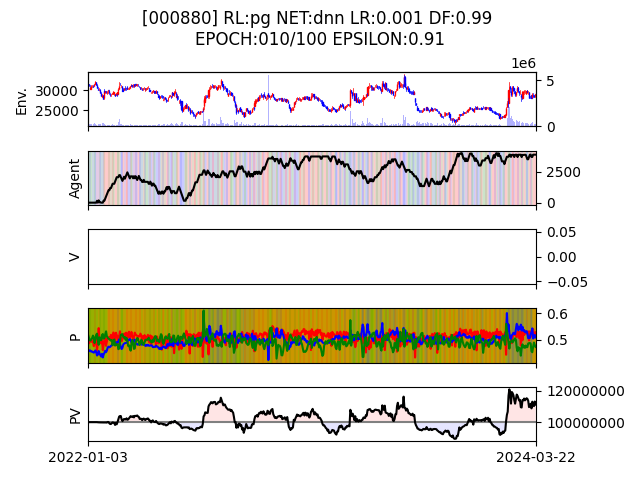 [000880] RL:pg NET:dnn LR:0.001 DF:0.99
EPOCH:010/100 EPSILON:0.91
1e6
Env.
30000
25000
5
0
Agent
2500
0
V
0.05
0.00
−0.05
P
0.6
0.5
PV
120000000
100000000
2022-01-03
2024-03-22